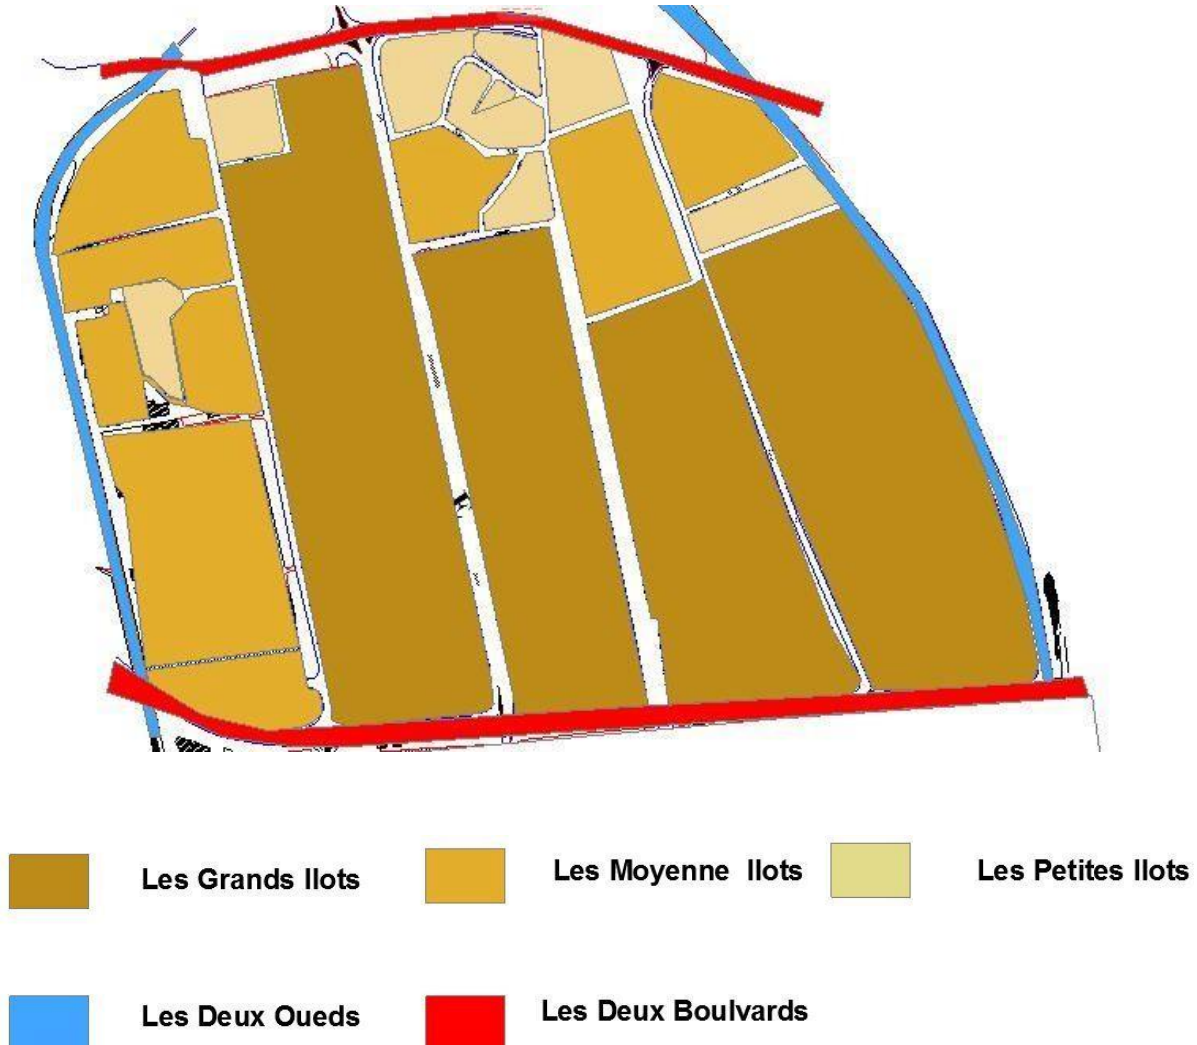 Les Grands Ilots
Les Moyenne Ilots
Les Petites Ilots
Les Deux Oueds
Les Deux Boulvards